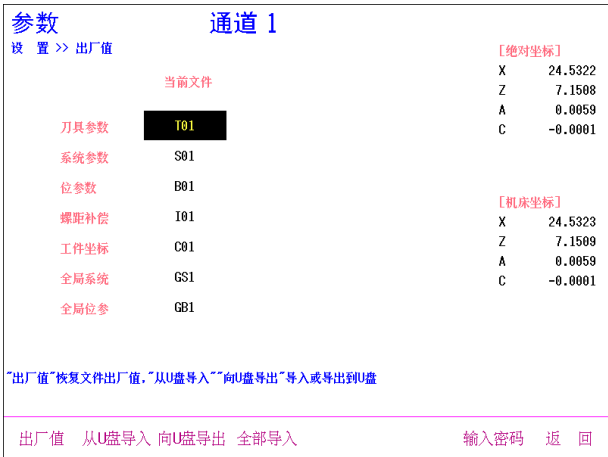 参数 通道 1
设 置 >> 出厂值
[绝对坐标]
X 24.5322
Z 7.1508
A 0.0059
C -0.0001
当前文件
刀具参数 T01
系统参数 S01
位参数 B01
螺距补偿 I01
工件坐标 C01
全局系统 GS1
全局位参 GB1
[机床坐标]
X 24.5323
Z 7.1509
A 0.0059
C -0.0001
"出厂值"恢复文件出厂值,"从U盘导入""向U盘导出"导入或导出到U盘
出厂值 从U盘导入 向U盘导出 全部导入 输入密码 返 回